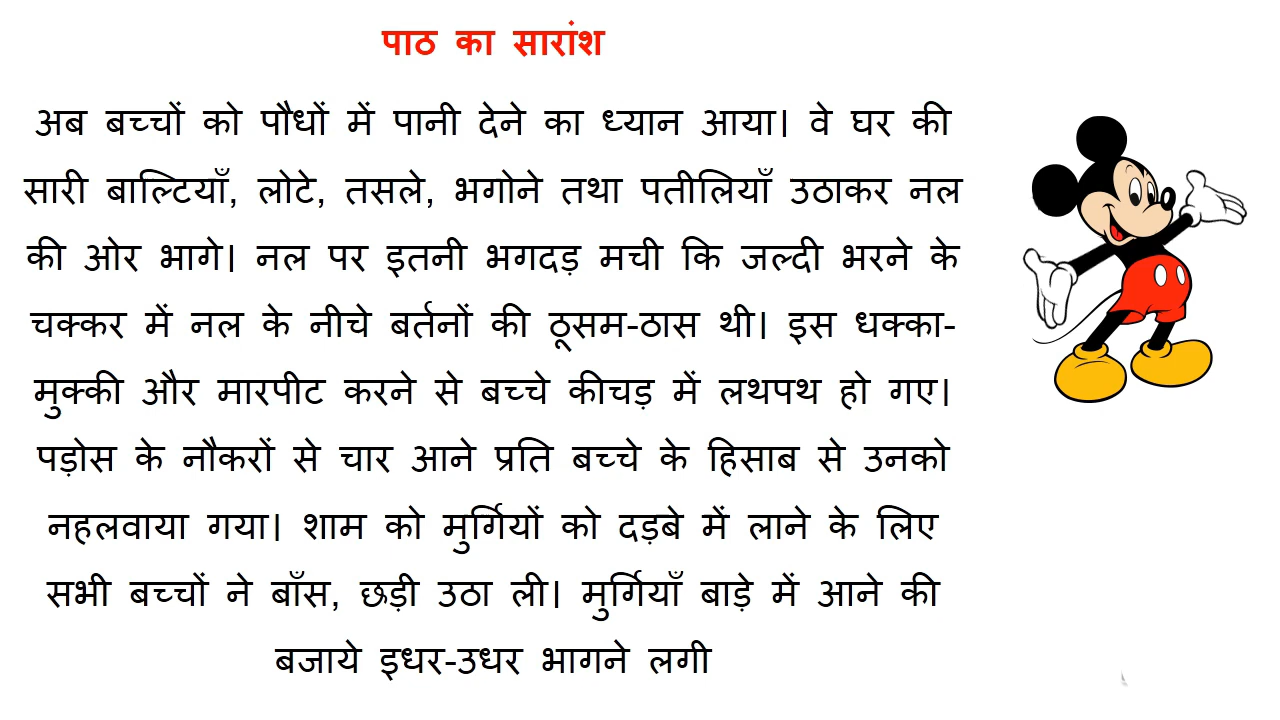 पाठ का सारांश
अब बच्चों को पौधों में पानी देने का ध्यान आया। वे घर की
सारी बाल्टियाँ, लोटे, तसले, भगोने तथा पतीलियाँ उठाकर नल
की ओर भागे। नल पर इतनी भगदड़ मची कि जल्दी भरने के
चक्कर में नल के नीचे बर्तनों की ठूसम-ठास थी। इस धक्का-
मुक्की और मारपीट करने से बच्चे कीचड़ में लथपथ हो गए।
पड़ोस के नौकरों से चार आने प्रति बच्चे के हिसाब से उनको
नहलवाया गया। शाम को मुर्गियों को दड़बे में लाने के लिए
सभी बच्चों ने बाँस, छड़ी उठा ली। मुर्गियाँ बाड़े में आने की
बजाये इधर-उधर भागने लगी